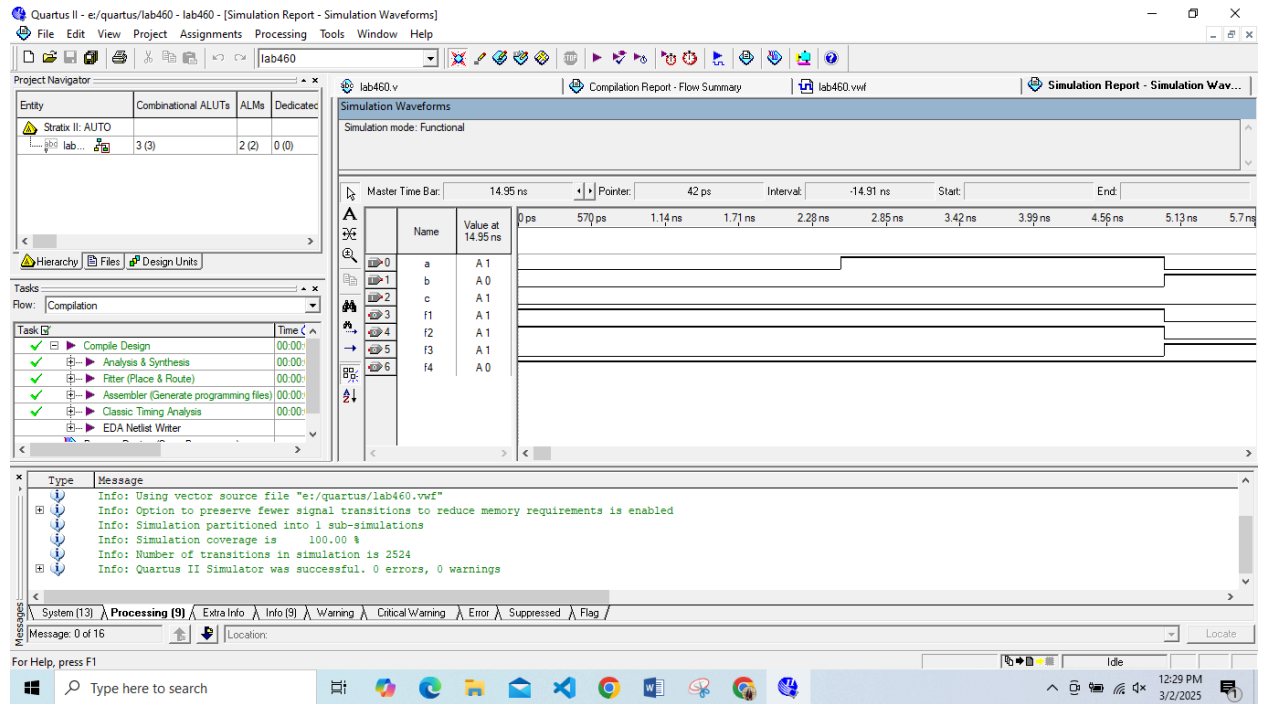 Quartus II - e:/quartus/lab460 - lab460 - [Simulation Report - Simulation Waveforms]
File Edit View Project Assignments Processing Tools Window Help
lab460
Project Navigator
Entity Combinational ALUTs ALMs Dedicated
Stratix II: AUTO
abc lab... 3 (3) 2 (2) 0 (0)
Hierarchy Files Design Units
Tasks
Flow: Compilation
Task Time (
Compile Design 00:00:
Analysis & Synthesis 00:00:
Fitter (Place & Route) 00:00:
Assembler (Generate programming files) 00:00:
Classic Timing Analysis 00:00:
EDA Netlist Writer
lab460.v Compilation Report - Flow Summary lab460.vwf Simulation Report - Simulation Wav...
Simulation Waveforms
Simulation mode: Functional
Master Time Bar: 14.95 ns Pointer: 42 ps Interval: -14.91 ns Start: End:
Name Value at 14.95 ns
0 ps 570 ps 1.14 ns 1.71 ns 2.28 ns 2.85 ns 3.42 ns 3.99 ns 4.56 ns 5.13 ns 5.7 ns
0 a A 1
1 b A 0
2 c A 1
3 f1 A 1
4 f2 A 1
5 f3 A 1
6 f4 A 0
Type Message
Info: Using vector source file "e:/quartus/lab460.vwf"
Info: Option to preserve fewer signal transitions to reduce memory requirements is enabled
Info: Simulation partitioned into 1 sub-simulations
Info: Simulation coverage is 100.00 %
Info: Number of transitions in simulation is 2524
Info: Quartus II Simulator was successful. 0 errors, 0 warnings
System (13) Processing (9) Extra Info Info (9) Warning Critical Warning Error Suppressed Flag
Messages
Message: 0 of 16 Location: Locate
For Help, press F1 Idle
Type here to search
12:29 PM
3/2/2025